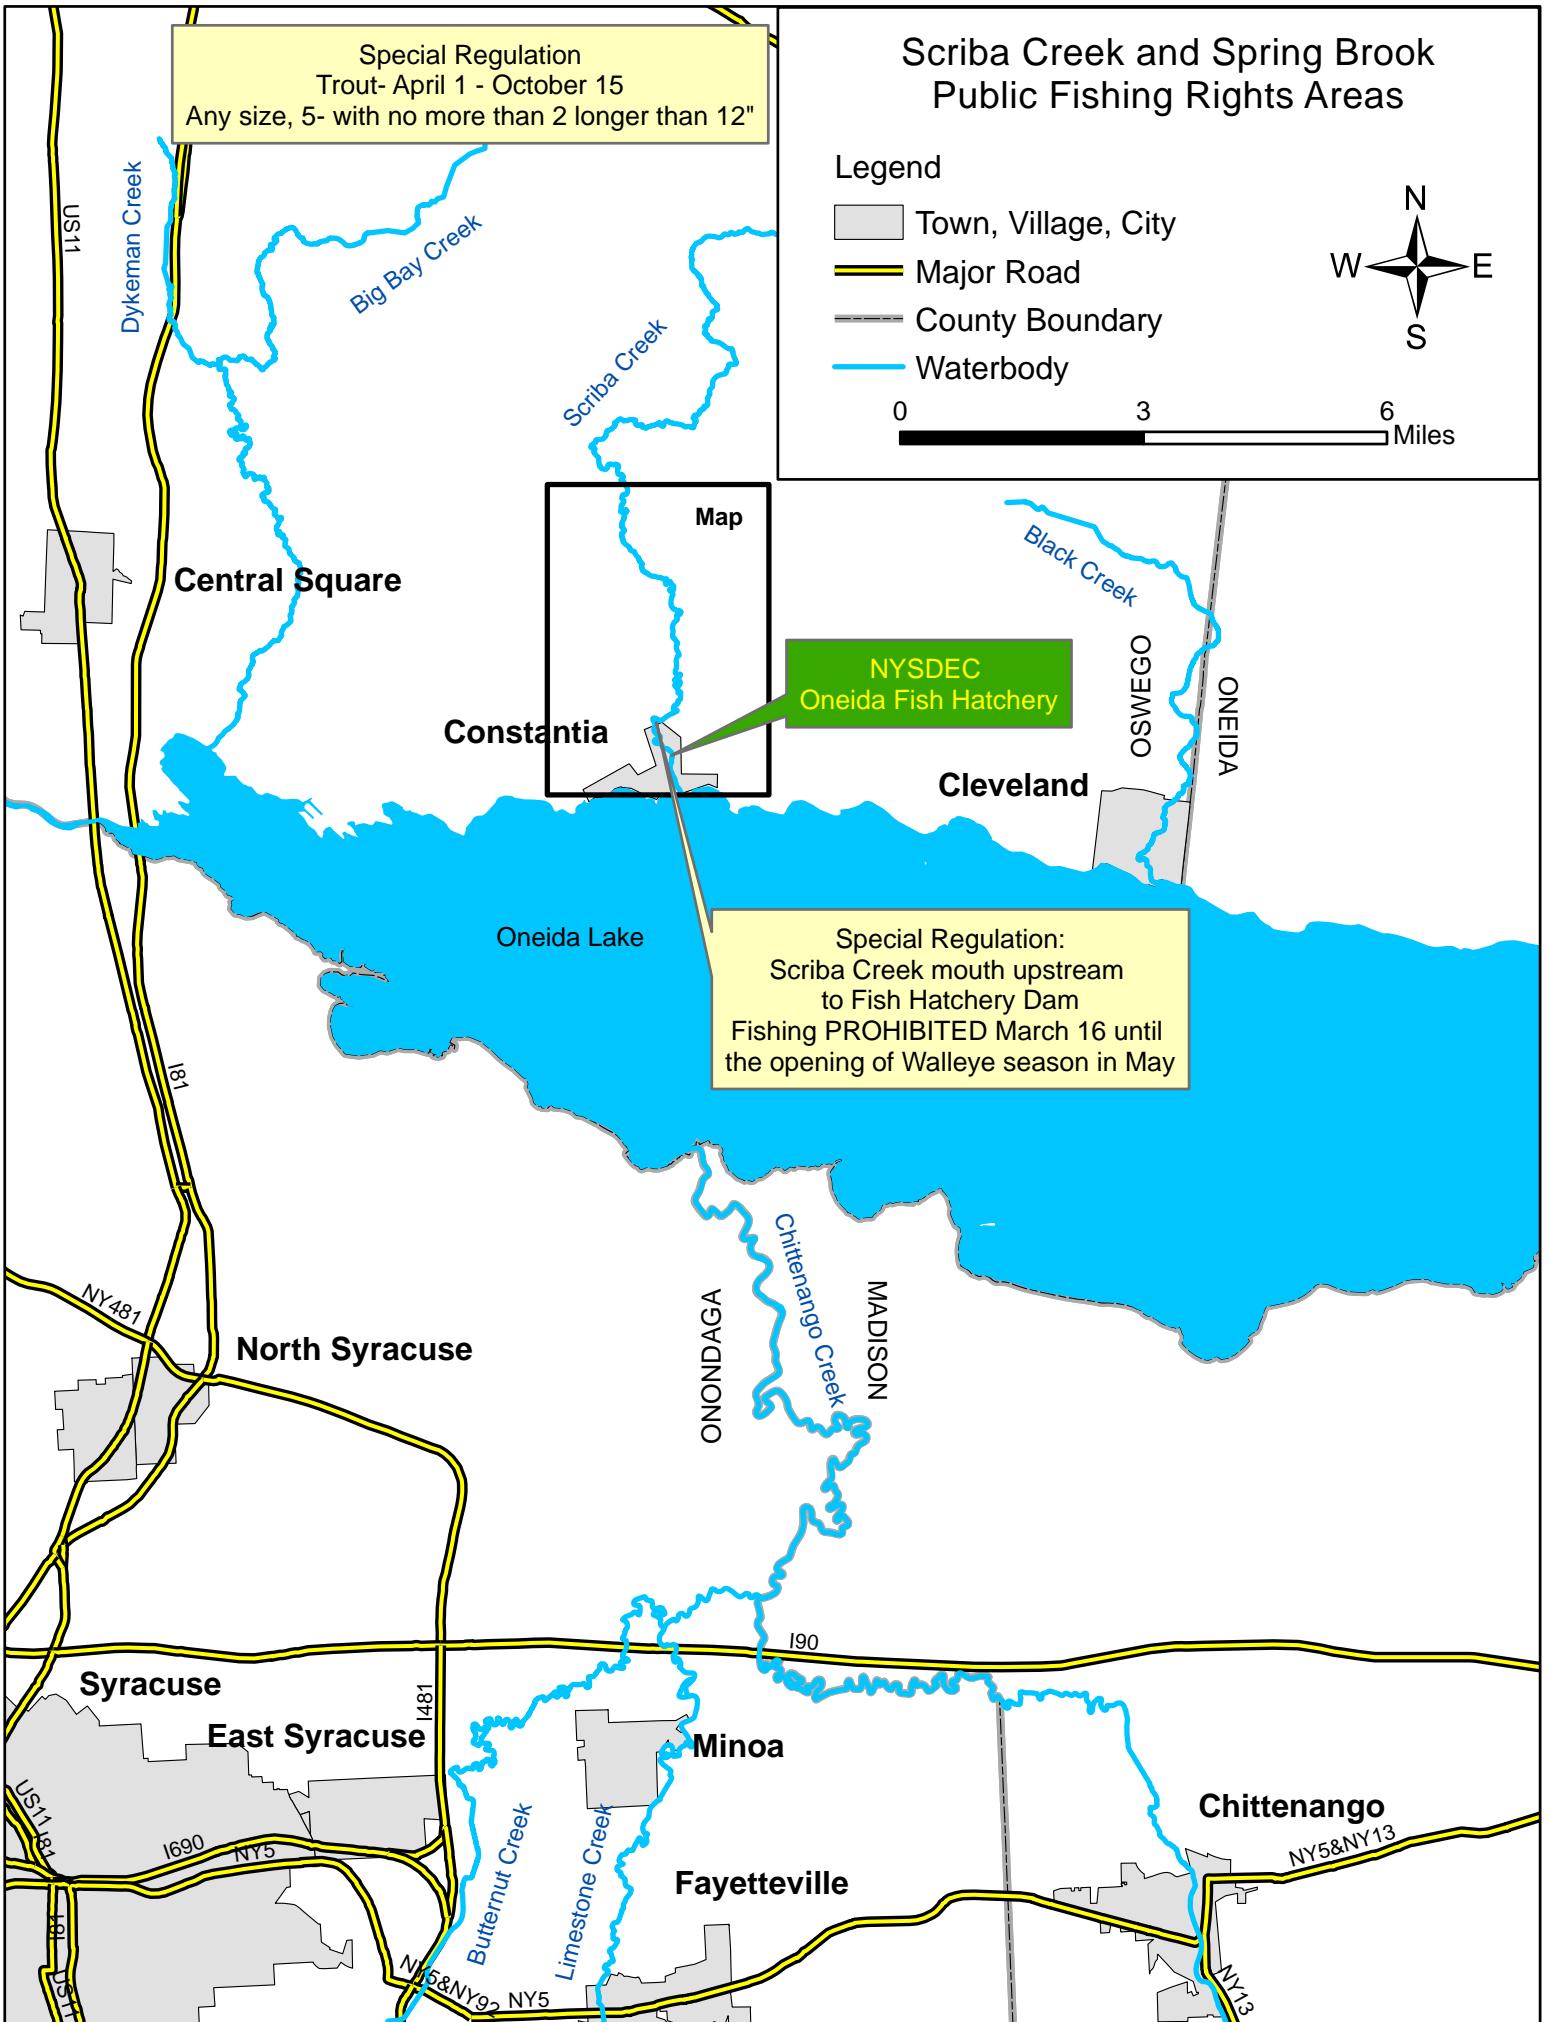 Special Regulation
Trout- April 1 - October 15
Any size, 5- with no more than 2 longer than 12"
Scriba Creek and Spring Brook
Public Fishing Rights Areas
Legend
Town, Village, City
Major Road
County Boundary
Waterbody
N
W
E
S
0
3
6
Miles
US11
Dykeman Creek
Big Bay Creek
Scriba Creek
Map
Black Creek
Central Square
NYSDEC
Oneida Fish Hatchery
OSWEGO
ONEIDA
Constantia
Cleveland
Oneida Lake
Special Regulation:
Scriba Creek mouth upstream
to Fish Hatchery Dam
Fishing PROHIBITED March 16 until
the opening of Walleye season in May
I81
Chittenango Creek
ONONDAGA
MADISON
NY481
North Syracuse
I90
Syracuse
I481
East Syracuse
Minoa
US11
I81
I690
NY5
Butternut Creek
Limestone Creek
Chittenango
NY5&NY13
Fayetteville
I81
US11
NY5&NY92
NY5
NY13